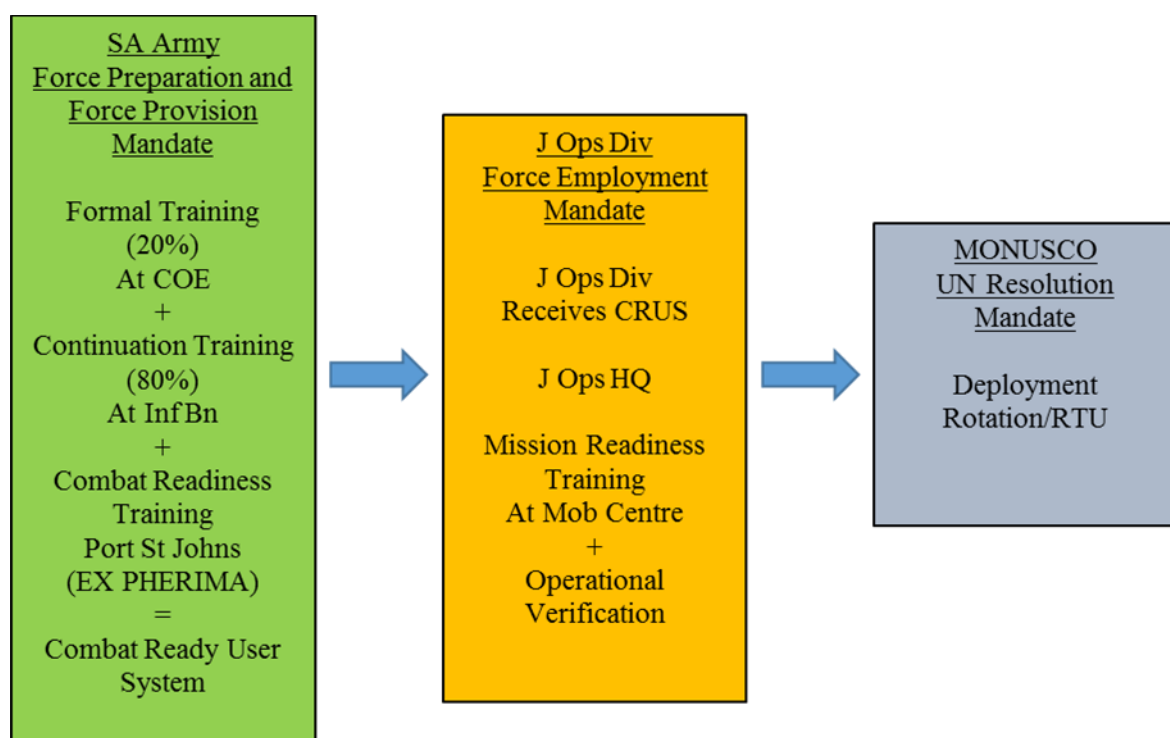 SA Army
Force Preparation and
Force Provision
Mandate
Formal Training
(20%)
At COE
+
Continuation Training
(80%)
At Inf Bn
+
Combat Readiness
Training
Port St Johns
(EX PHERIMA)
=
Combat Ready User
System
J Ops Div
Force Employment
Mandate
J Ops Div
Receives CRUS
J Ops HQ
Mission Readiness
Training
At Mob Centre
+
Operational
Verification
MONUSCO
UN Resolution
Mandate
Deployment
Rotation/RTU